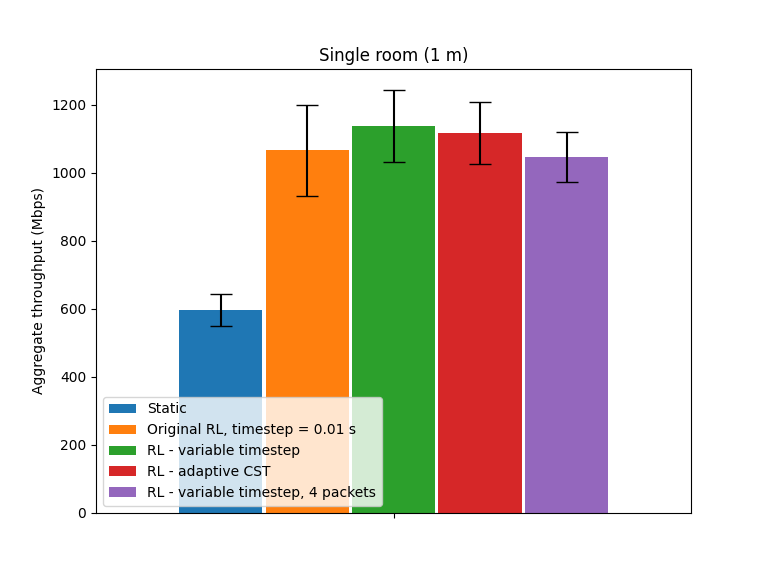 Single room (1 m)
Aggregate throughput (Mbps)
1200
1000
800
600
400
200
0
Static
Original RL, timestep = 0.01 s
RL - variable timestep
RL - adaptive CST
RL - variable timestep, 4 packets